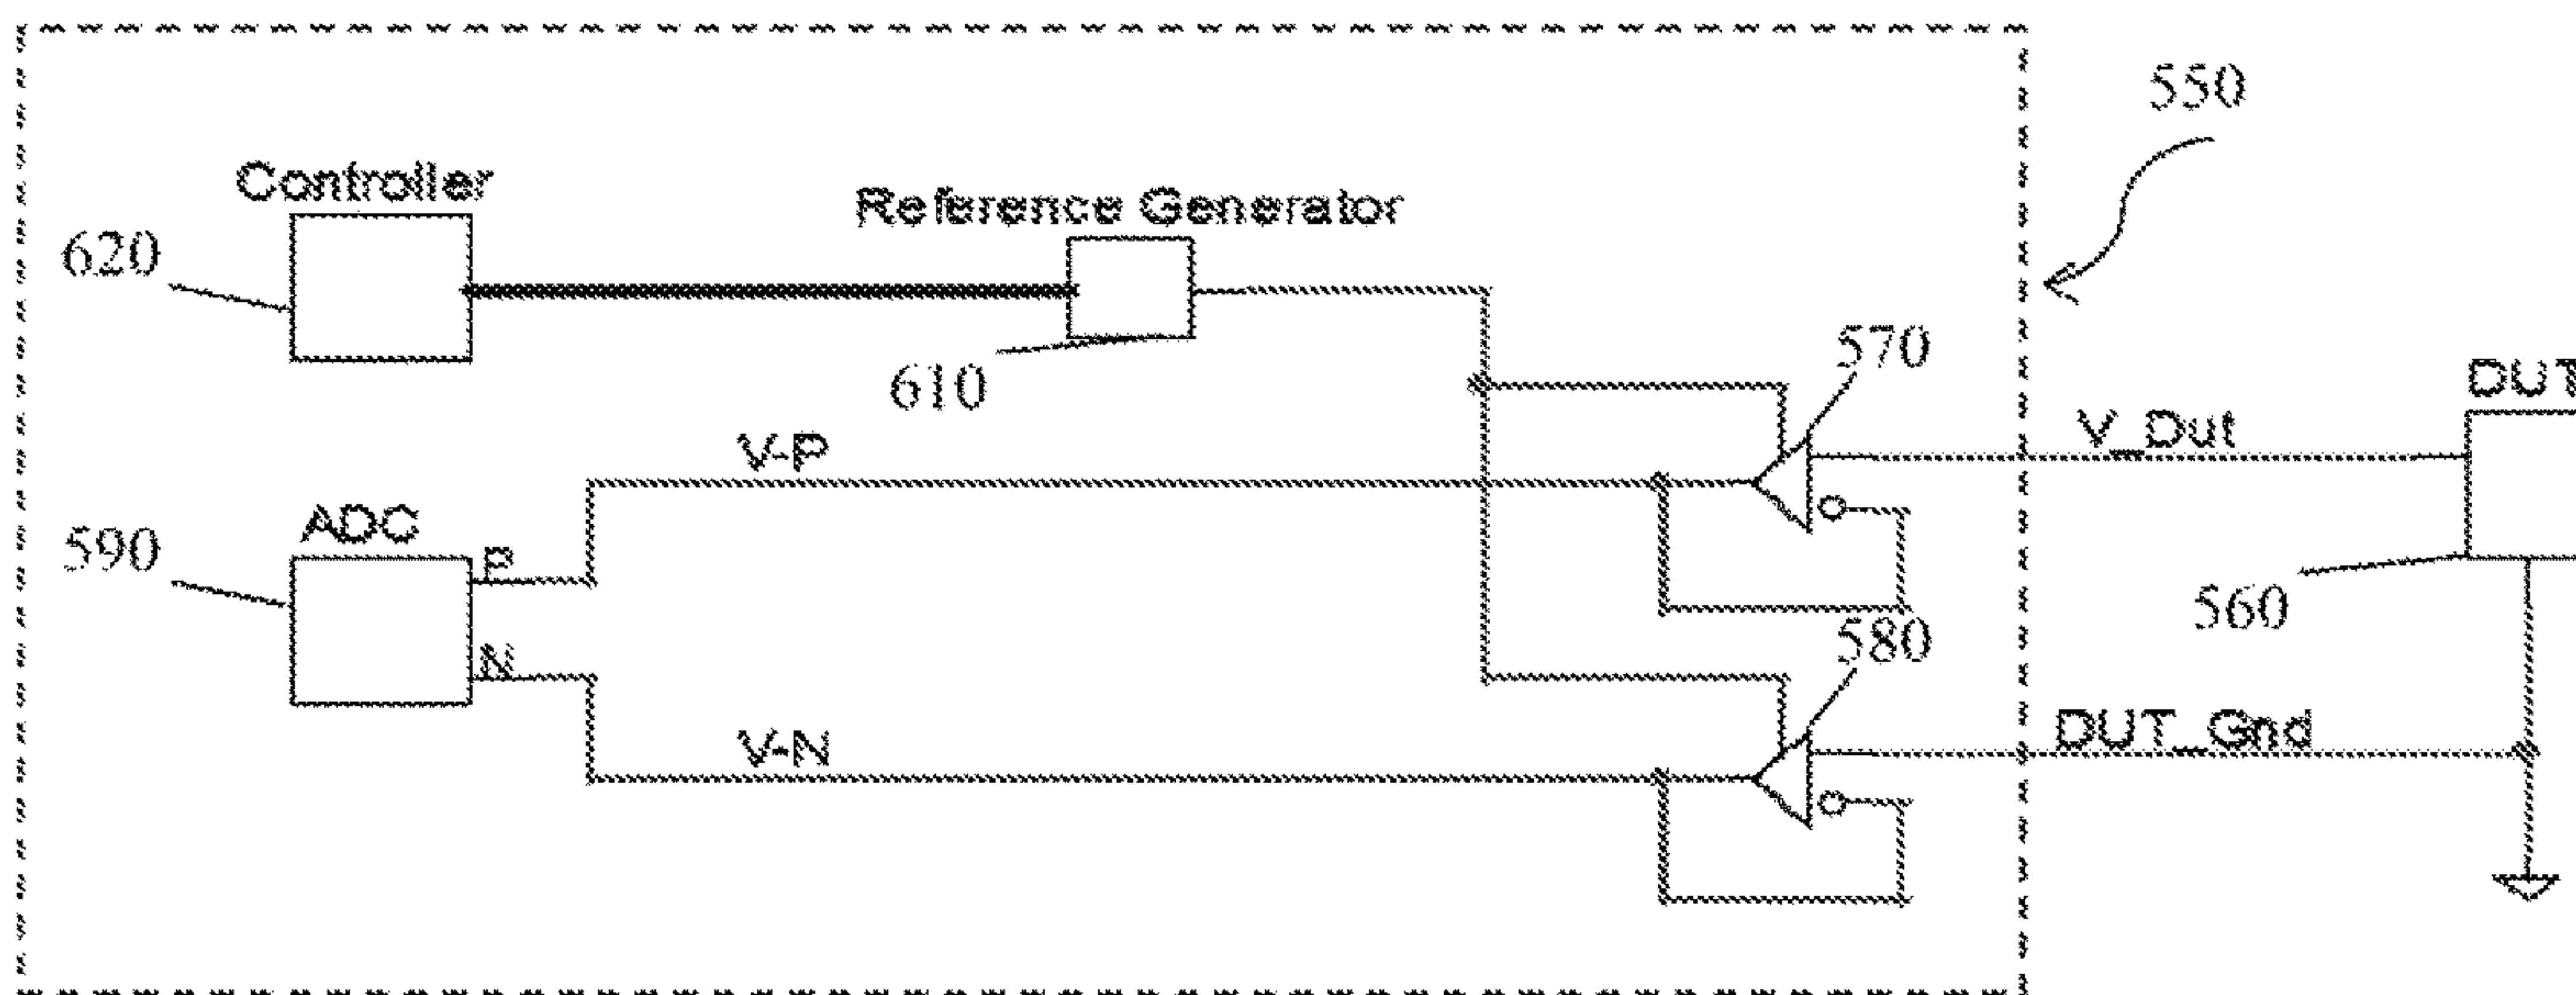 550
Controller
Reference Generator
620
610
570
DUT
V_Dut
V-P
ADC
590
P
560
N
580
DUT_Gnd
V-N